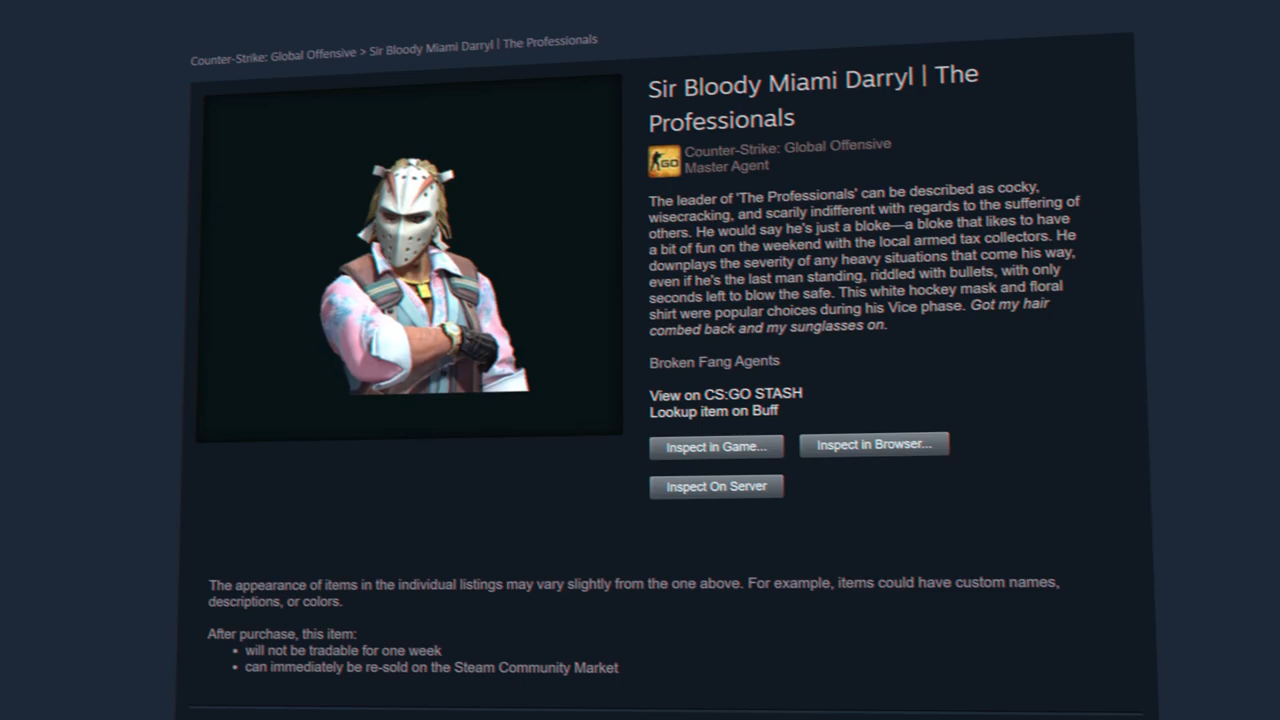 Counter-Strike: Global Offensive > Sir Bloody Miami Darryl | The Professionals
Sir Bloody Miami Darryl | The
Professionals
GO
Counter-Strike: Global Offensive
Master Agent
The leader of 'The Professionals' can be described as cocky,
wisecracking, and scarily indifferent with regards to the suffering of
others. He would say he's just a bloke—a bloke that likes to have
a bit of fun on the weekend with the local armed tax collectors. He
downplays the severity of any heavy situations that come his way,
even if he's the last man standing, riddled with bullets, with only
seconds left to blow the safe. This white hockey mask and floral
shirt were popular choices during his Vice phase. Got my hair
combed back and my sunglasses on.
Broken Fang Agents
View on CS:GO STASH
Lookup item on Buff
Inspect in Game...
Inspect in Browser...
Inspect On Server
The appearance of items in the individual listings may vary slightly from the one above. For example, items could have custom names,
descriptions, or colors.
After purchase, this item:
• will not be tradable for one week
• can immediately be re-sold on the Steam Community Market